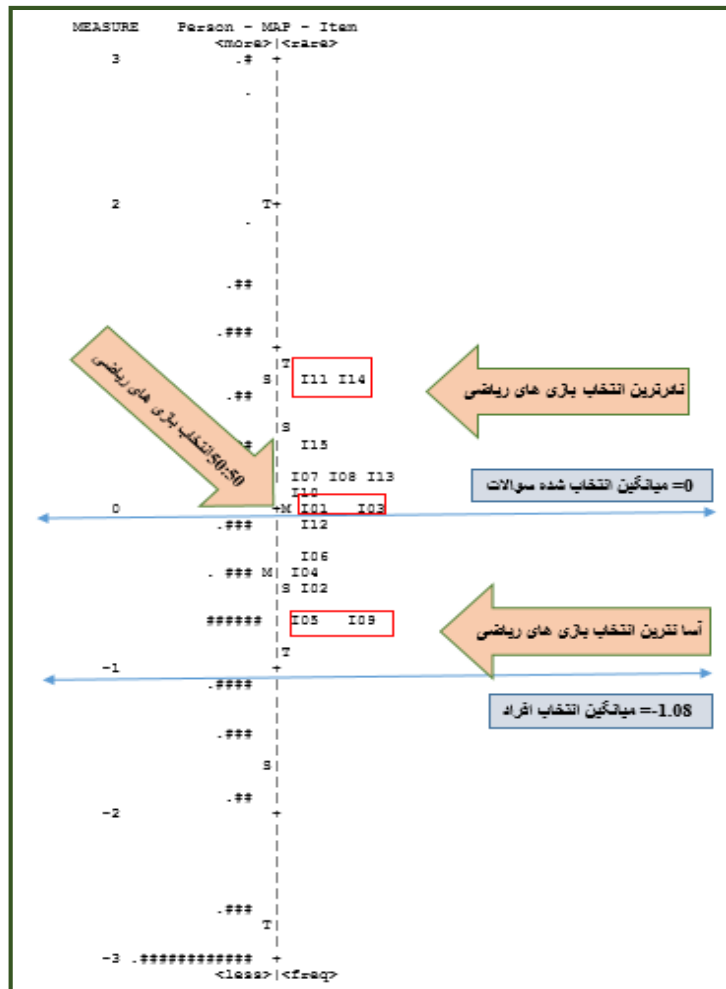 MEASURE Person - MAP - Item
<more>|<rare>
3 .# +
. |
|
2 T+
. |
|
.## |
|
.### +
| T
S| I11 I14
نادرترین انتخاب بازی های ریاضی
.## |
50:50انتخاب بازی های ریاضی
| S
## | I15
| I07 I08 I13
میانگین انتخاب شده سوالات =0
| I10
0 +M I01 I03
.### | I12
| I06
. ### M| I04
| S I02
###### | I05 I09
آسا نترین انتخاب بازی های ریاضی
| T
-1 +
.#### |
میانگین انتخاب افراد =-1.08
.### |
S|
.## |
-2 +
|
.### |
T|
-3 .############ +
<less>|<freq>